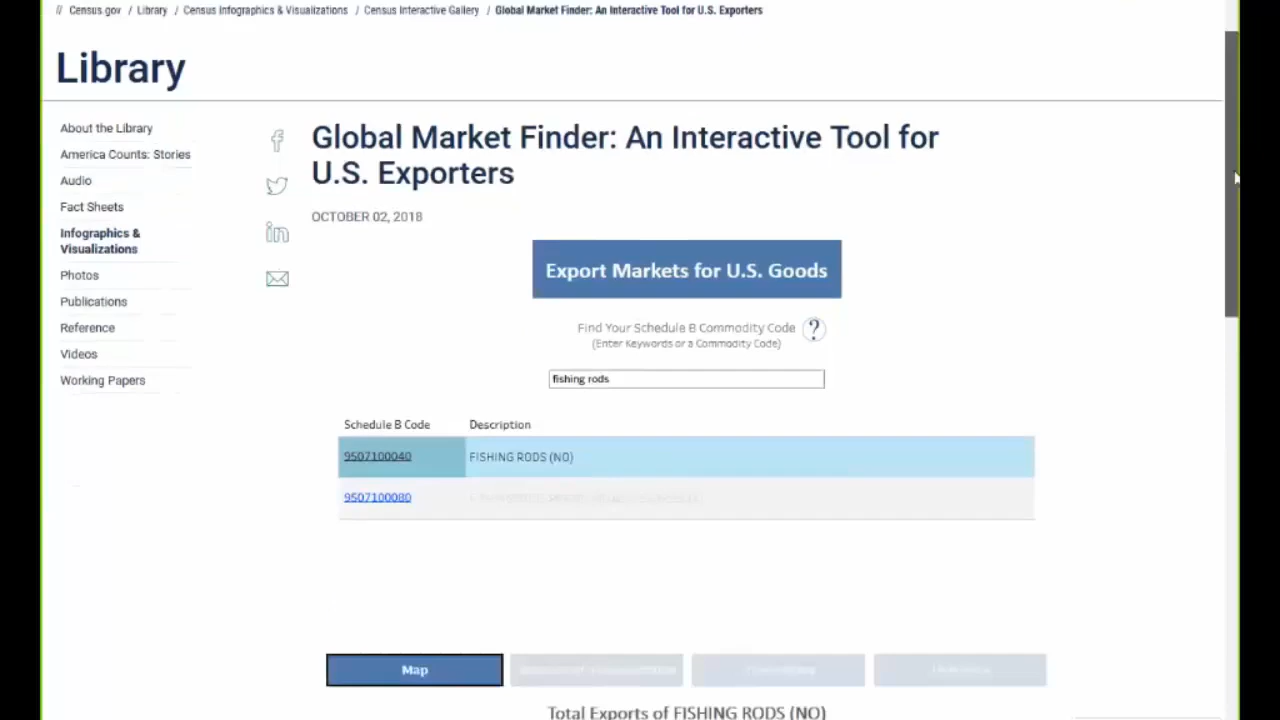 // Census.gov / Library / Census Infographics & Visualizations / Census Interactive Gallery / Global Market Finder: An Interactive Tool for U.S. Exporters
Library
About the Library
America Counts: Stories
Audio
Fact Sheets
Infographics &
Visualizations
Photos
Publications
Reference
Videos
Working Papers
Global Market Finder: An Interactive Tool for
U.S. Exporters
OCTOBER 02, 2018
Export Markets for U.S. Goods
Find Your Schedule B Commodity Code ?
(Enter Keywords or a Commodity Code)
fishing rods
Schedule B Code Description
9507100040 FISHING RODS (NO)
9507100080
Map
Total Exports of FISHING RODS (NO)